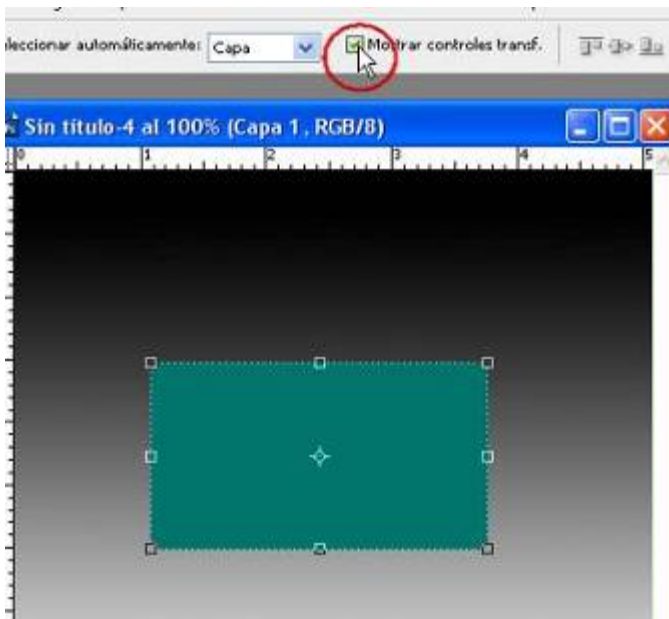 leccionar automáticamente: Capa Mostrar controles transf.
Sin título-4 al 100% (Capa 1, RGB/8)
0 1 2 3 4 5